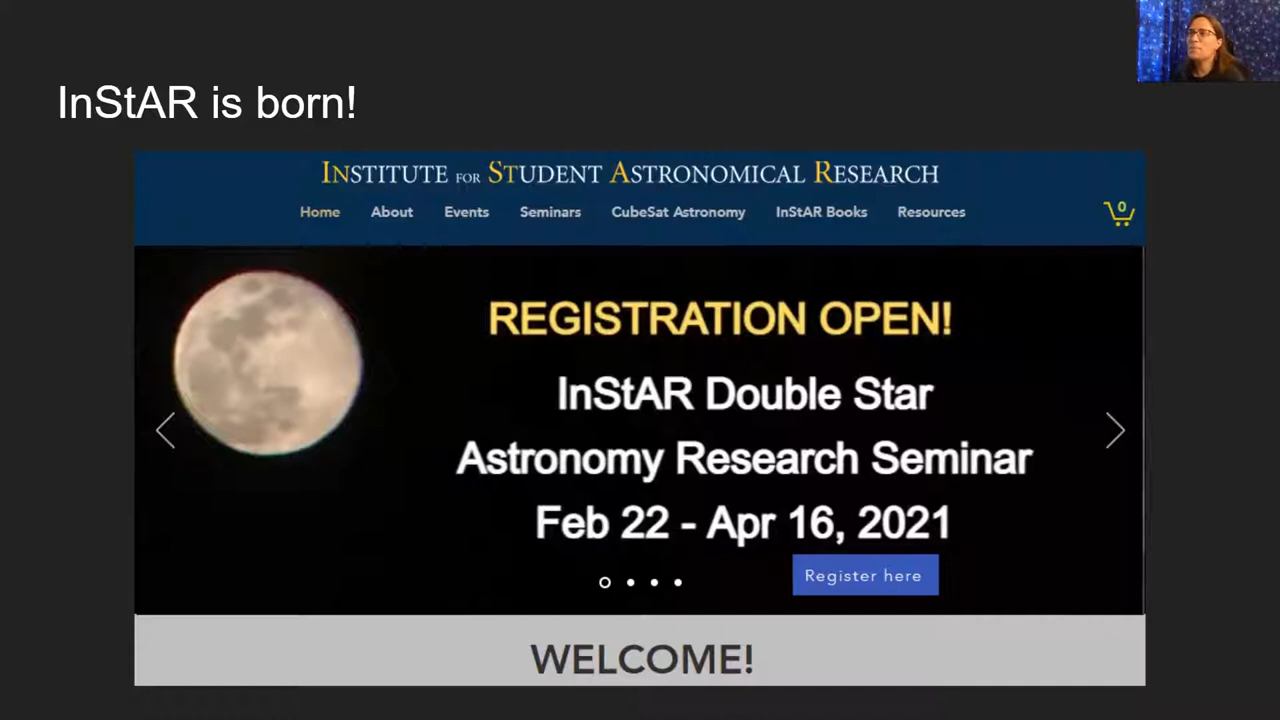 InStAR is born!
INSTITUTE FOR STUDENT ASTRONOMICAL RESEARCH
Home About Events Seminars CubeSat Astronomy InStAR Books Resources
0
REGISTRATION OPEN!
InStAR Double Star
Astronomy Research Seminar
Feb 22 - Apr 16, 2021
Register here
WELCOME!